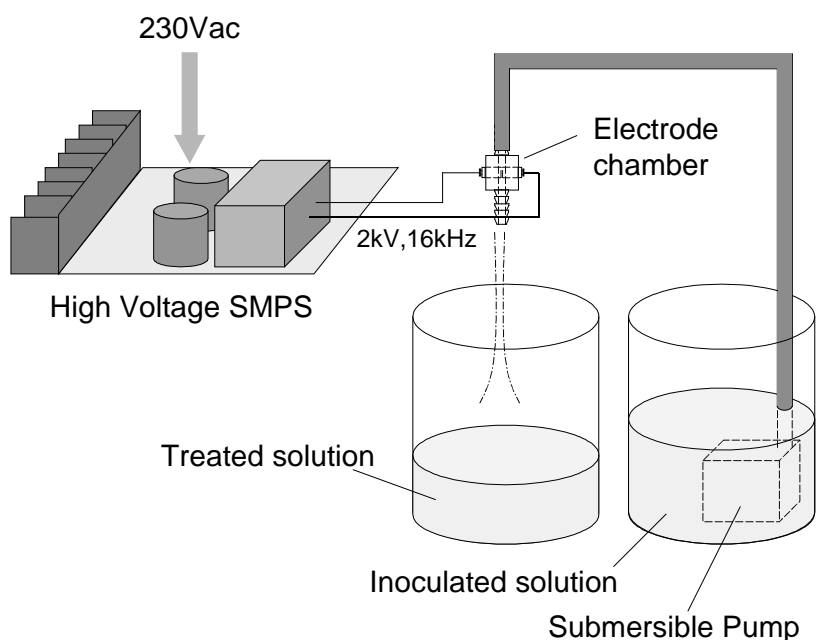 230Vac
Electrode
chamber
2kV,16kHz
High Voltage SMPS
Treated solution
Inoculated solution
Submersible Pump